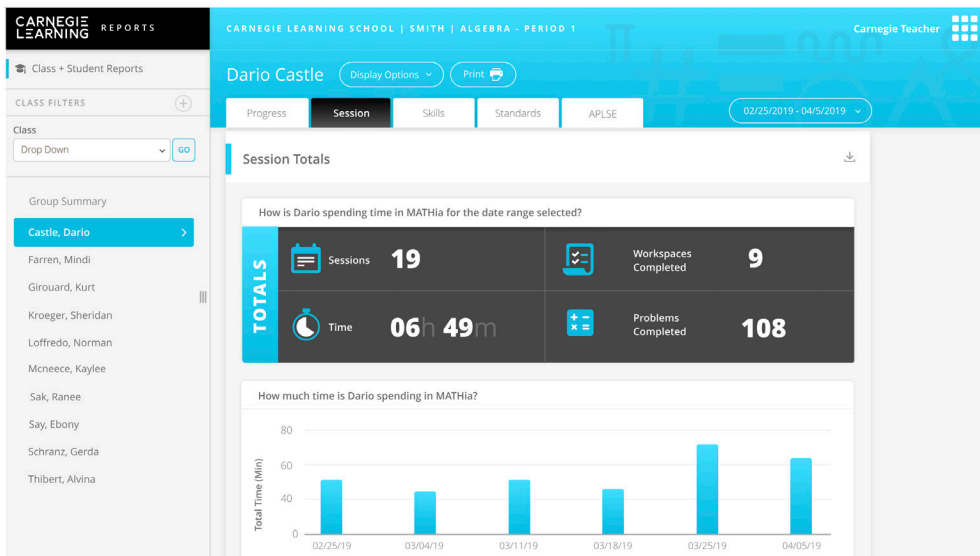 CARNEGIE
LEARNING
REPORTS
CARNEGIE LEARNING SCHOOL | SMITH | ALGEBRA - PERIOD 1
Carnegie Teacher
Class + Student Reports
CLASS FILTERS
Class
Drop Down
GO
Group Summary
Castle, Dario
Farren, Mindi
Girouard, Kurt
Kroeger, Sheridan
Loffredo, Norman
Mcneece, Kaylee
Sak, Ranee
Say, Ebony
Schranz, Gerda
Thibert, Alvina
Dario Castle
Display Options
Print
Progress
Session
Skills
Standards
APLSE
02/25/2019 - 04/5/2019
Session Totals
How is Dario spending time in MATHia for the date range selected?
TOTALS
Sessions 19
Workspaces
Completed
9
Time 06h 49m
Problems
Completed
108
How much time is Dario spending in MATHia?
Total Time (Min)
80
60
40
0
02/25/19 03/04/19 03/11/19 03/18/19 03/25/19 04/05/19